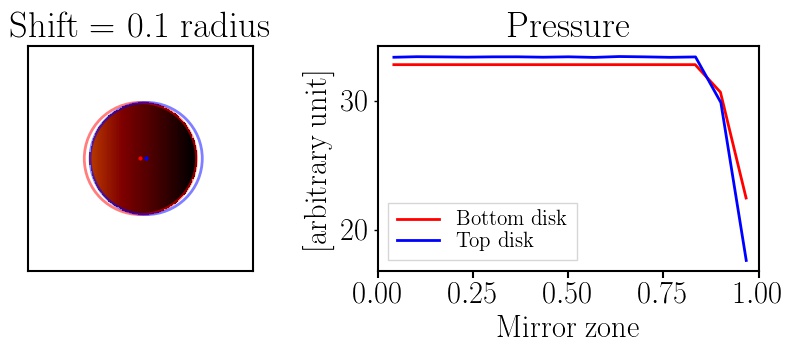 Shift = 0.1 radius
Pressure
[arbitrary unit]
30
20
Bottom disk
Top disk
0.00 0.25 0.50 0.75 1.00
Mirror zone